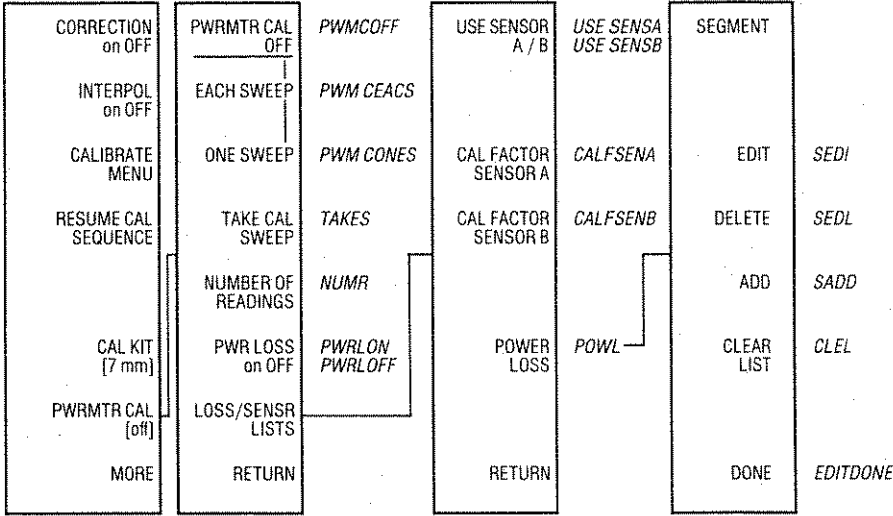 CORRECTION
on OFF
INTERPOL
on OFF
CALIBRATE
MENU
RESUME CAL
SEQUENCE
CAL KIT
[7 mm]
PWRMTR CAL
[off]
MORE
PWRMTR CAL
OFF
EACH SWEEP
ONE SWEEP
TAKE CAL
SWEEP
NUMBER OF
READINGS
PWR LOSS
on OFF
LOSS/SENSR
LISTS
RETURN
PWMCOFF
PWM CEACS
PWM CONES
TAKES
NUMR
PWRLON
PWRLOFF
USE SENSOR
A / B
CAL FACTOR
SENSOR A
CAL FACTOR
SENSOR B
POWER
LOSS
RETURN
USE SENSA
USE SENSB
CALFSENA
CALFSENB
POWL
SEGMENT
EDIT
DELETE
ADD
CLEAR
LIST
DONE
SEDI
SEDL
SADD
CLEL
EDITDONE